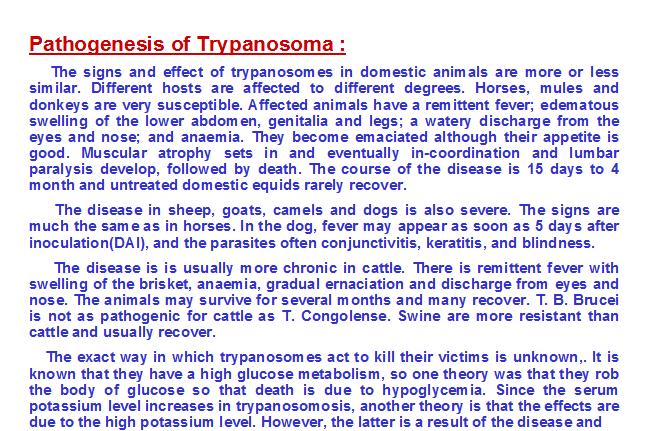 Pathogenesis of Trypanosoma :
The signs and effect of trypanosomes in domestic animals are more or less
similar. Different hosts are affected to different degrees. Horses, mules and
donkeys are very susceptible. Affected animals have a remittent fever; edematous
swelling of the lower abdomen, genitalia and legs; a watery discharge from the
eyes and nose; and anaemia. They become emaciated although their appetite is
good. Muscular atrophy sets in and eventually in-coordination and lumbar
paralysis develop, followed by death. The course of the disease is 15 days to 4
month and untreated domestic equids rarely recover.
The disease in sheep, goats, camels and dogs is also severe. The signs are
much the same as in horses. In the dog, fever may appear as soon as 5 days after
inoculation(DAI), and the parasites often conjunctivitis, keratitis, and blindness.
The disease is is usually more chronic in cattle. There is remittent fever with
swelling of the brisket, anaemia, gradual ernaciation and discharge from eyes and
nose. The animals may survive for several months and many recover. T. B. Brucei
is not as pathogenic for cattle as T. Congolense. Swine are more resistant than
cattle and usually recover.
The exact way in which trypanosomes act to kill their victims is unknown,. It is
known that they have a high glucose metabolism, so one theory was that they rob
the body of glucose so that death is due to hypoglycemia. Since the serum
potassium level increases in trypanosomosis, another theory is that the effects are
due to the high potassium level. However, the latter is a result of the disease and